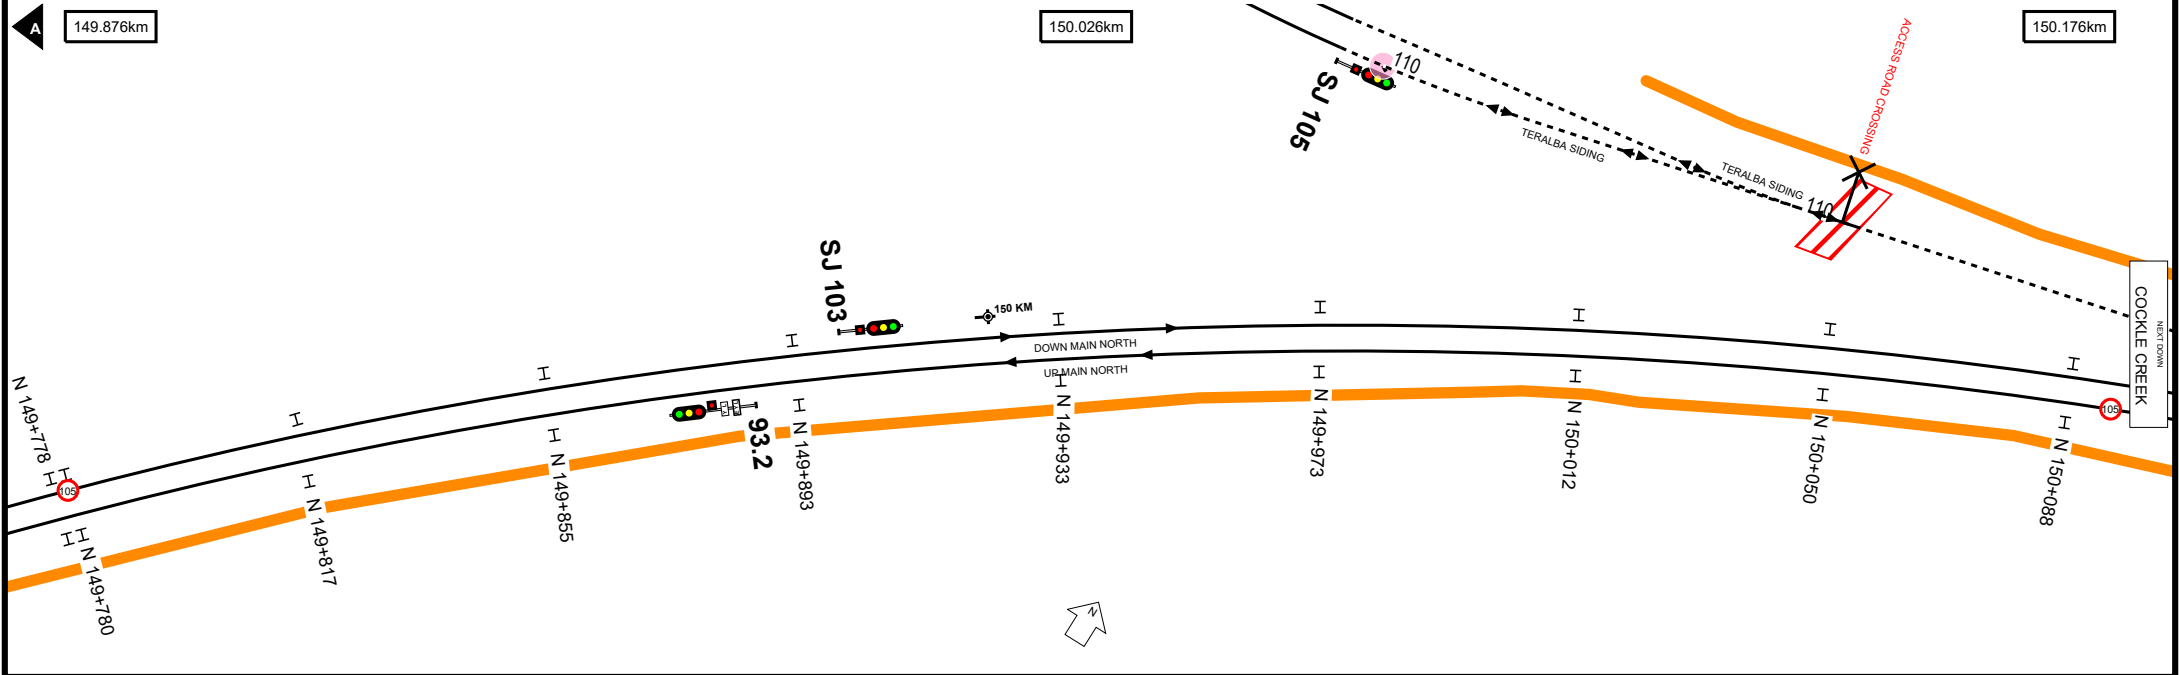 A
149.876km
150.026km
150.176km
ACCESS ROAD CROSSING
110
SJ 105
TERALBA SIDING
TERALBA SIDING
110
SJ 103
150 KM
DOWN MAIN NORTH
UP MAIN NORTH
COCKLE CREEK
NEXT DOWN
N 149+778
105
105
93.2
N 149+780
N 149+817
N 149+855
N 149+893
N 149+933
N 149+973
N 150+012
N 150+050
N 150+088
N